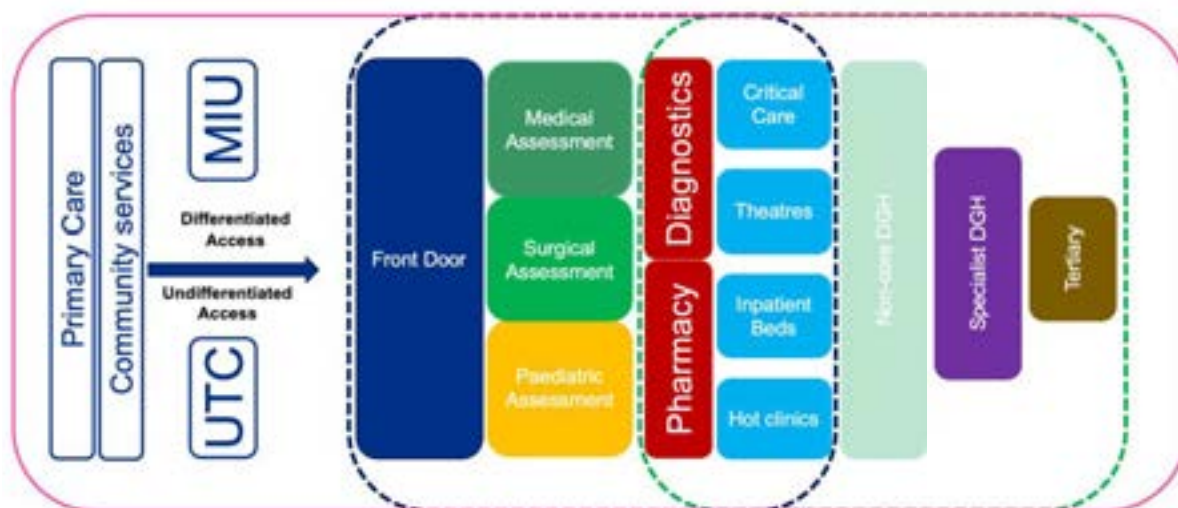 Primary Care
Community services
MIU
Differentiated
Access
Undifferentiated
Access
UTC
Front Door
Medical
Assessment
Surgical
Assessment
Paediatric
Assessment
Diagnostics
Pharmacy
Critical
Care
Theatres
Inpatient
Beds
Hot clinics
Non-core DGH
Specialist DGH
Tertiary